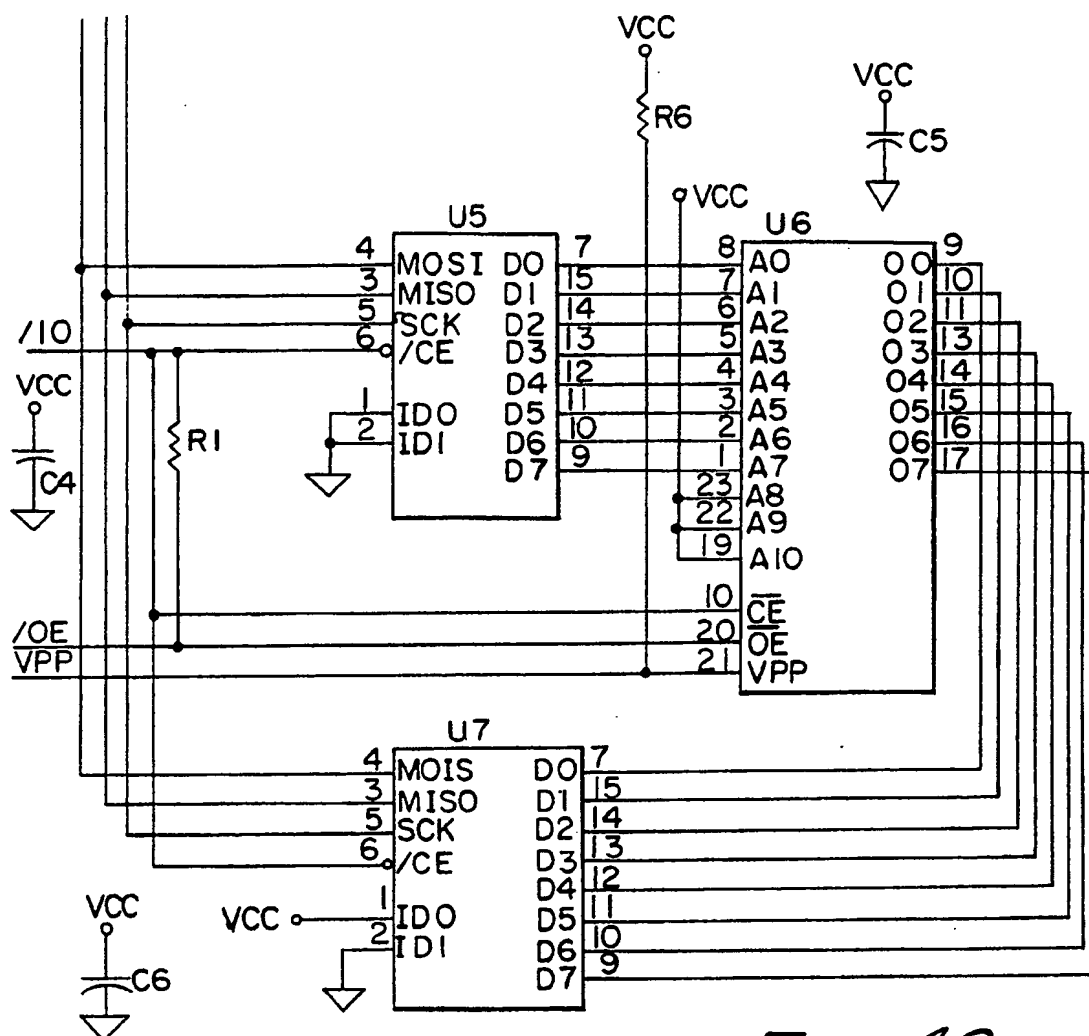 VCC
R6
VCC
C5
VCC
U5
U6
4 MOSI D0 7
3 MISO D1 15
5 SCK D2 14
6 /CE D3 13
D4 12
1 ID0 D5 11
2 ID1 D6 10
D7 9
/IO
VCC
C4
R1
8 A0 O0 9
7 A1 O1 10
6 A2 O2 11
5 A3 O3 13
4 A4 O4 14
3 A5 O5 15
2 A6 O6 16
1 A7 O7 17
23 A8
22 A9
19 A10
10 CE
20 OE
21 VPP
/OE
VPP
U7
4 MOIS D0 7
3 MISO D1 15
5 SCK D2 14
6 /CE D3 13
D4 12
1 ID0 D5 11
2 ID1 D6 10
D7 9
VCC
VCC
C6